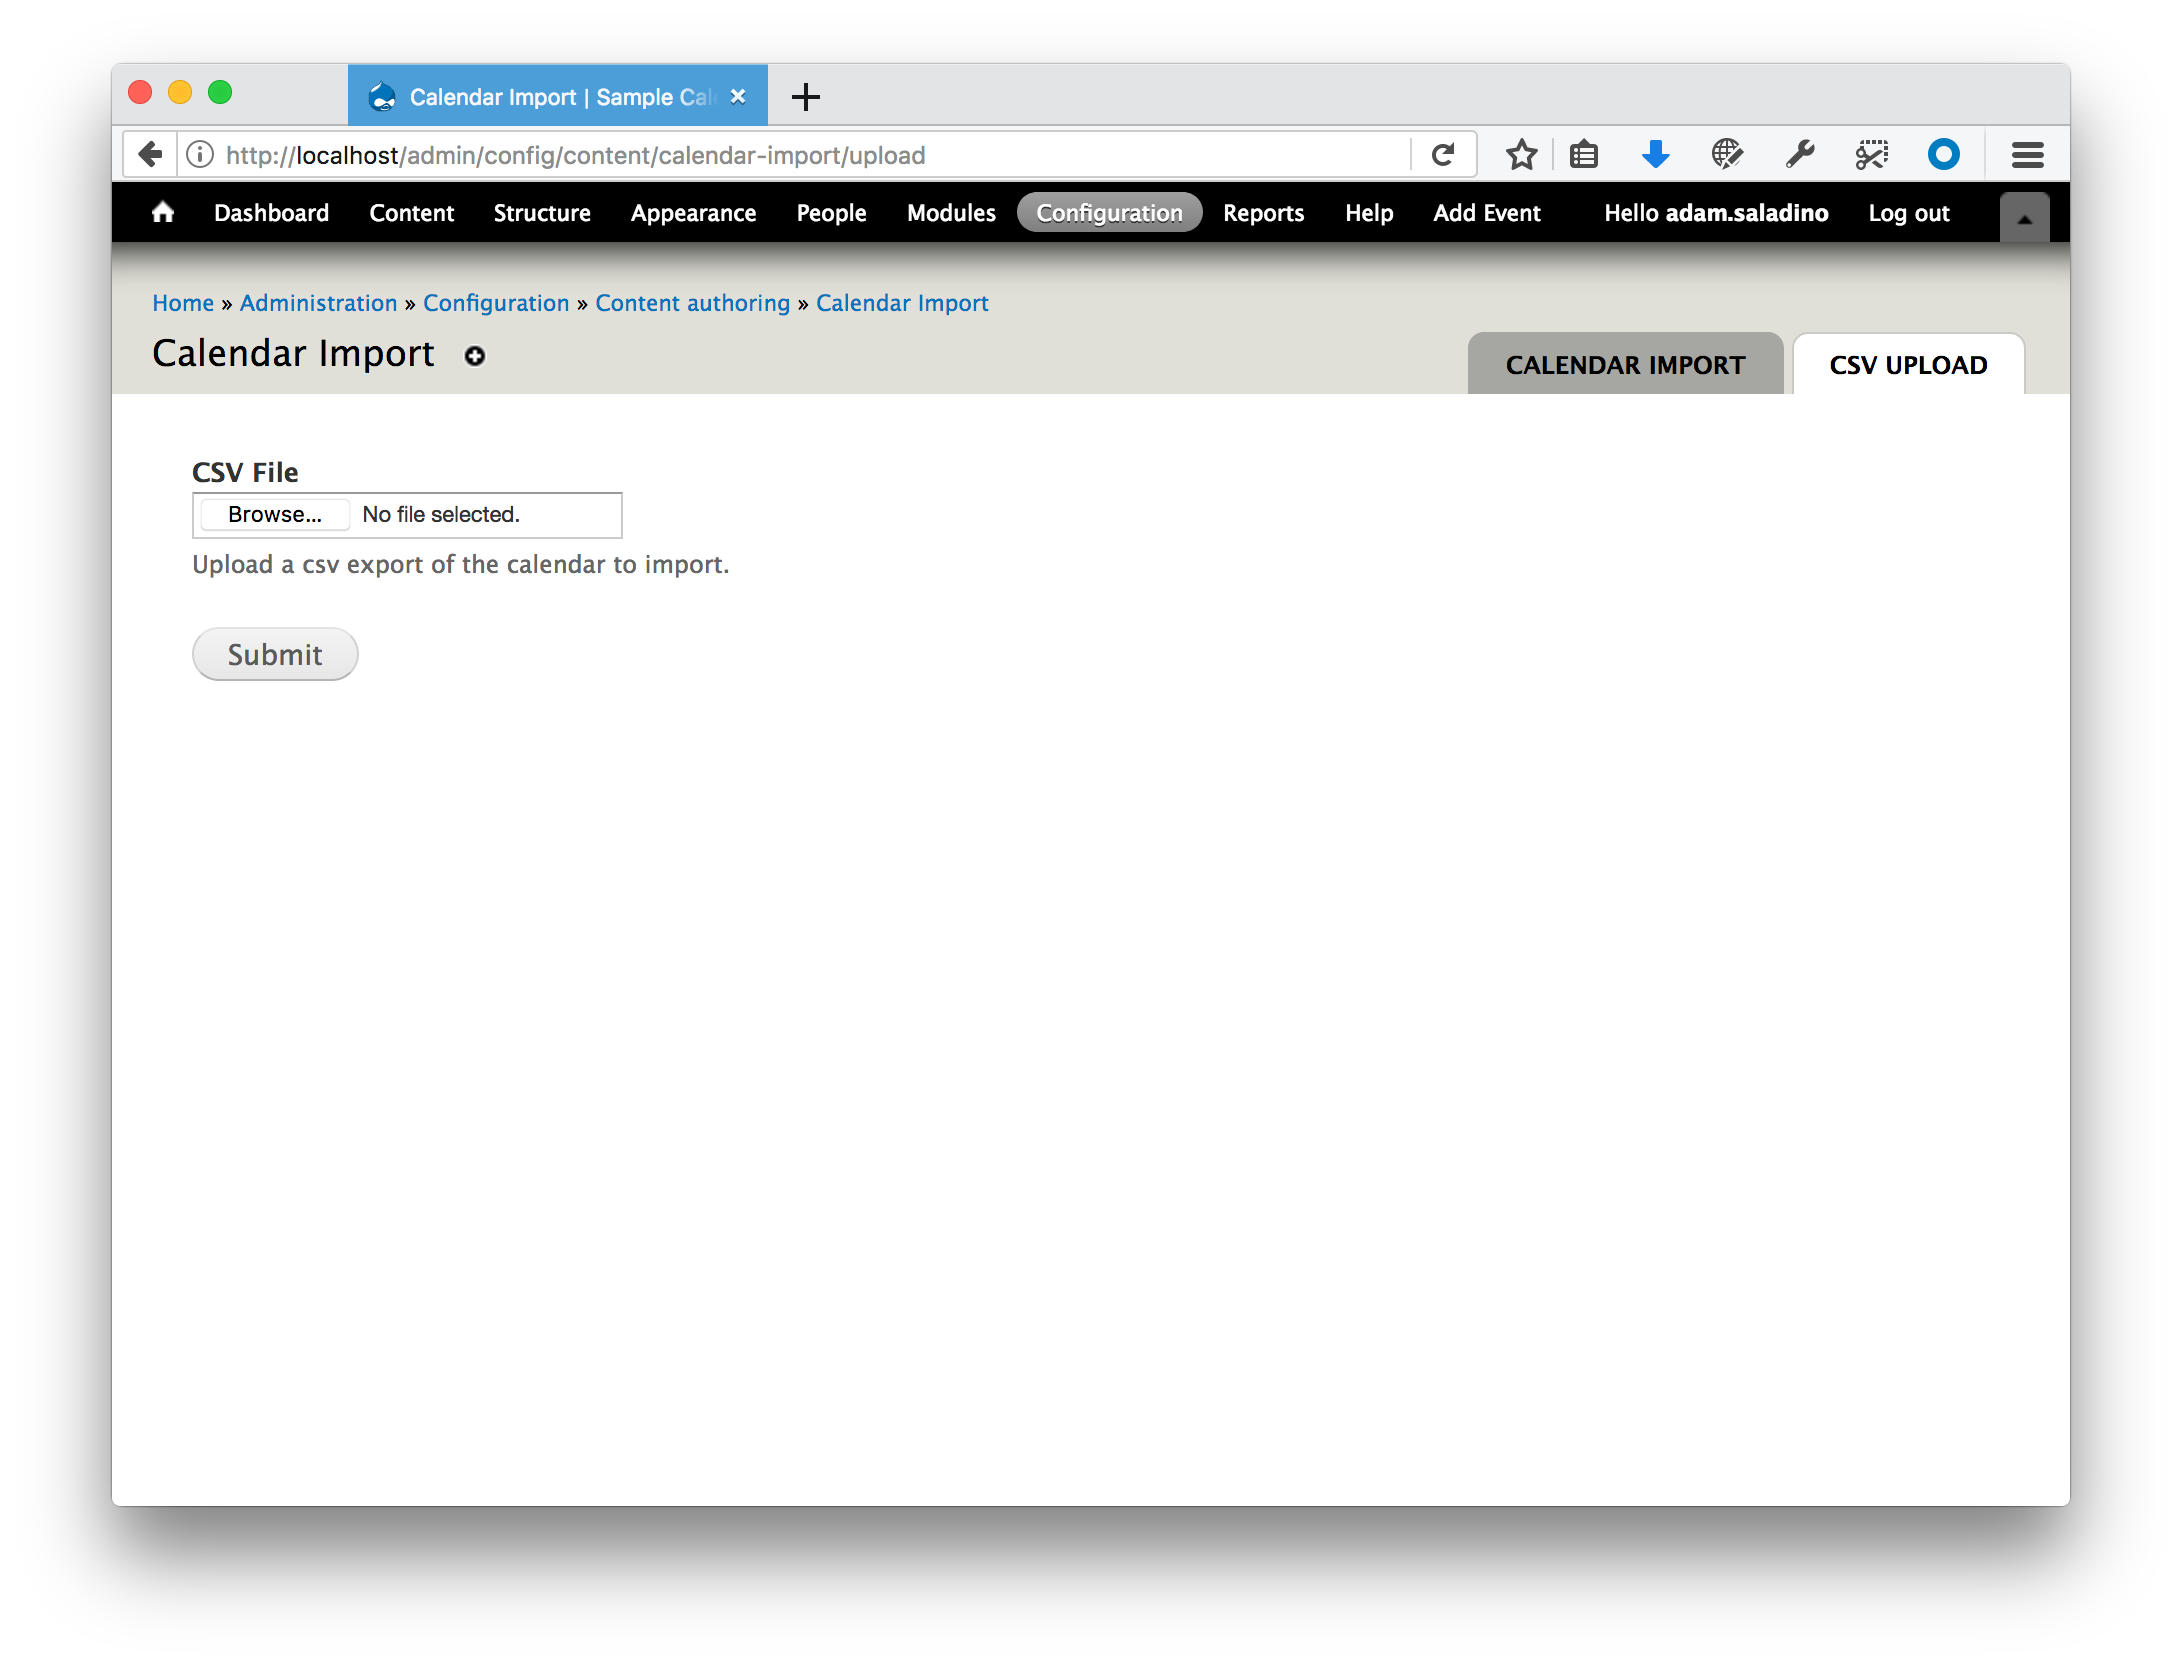 Calendar Import | Sample Cal
http://localhost/admin/config/content/calendar-import/upload
Dashboard Content Structure Appearance People Modules Configuration Reports Help Add Event Hello adam.saladino Log out
Home » Administration » Configuration » Content authoring » Calendar Import
Calendar Import
CALENDAR IMPORT CSV UPLOAD
CSV File
Browse... No file selected.
Upload a csv export of the calendar to import.
Submit